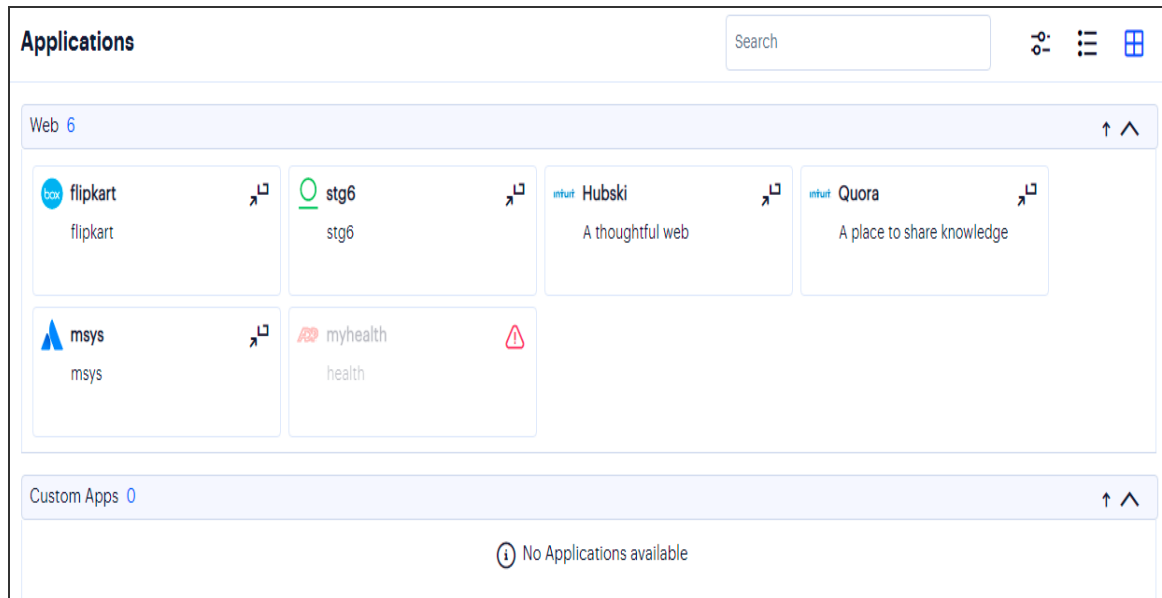 Applications
Search
Web 6
box flipkart
flipkart
stg6
stg6
intuit Hubski
A thoughtful web
intuit Quora
A place to share knowledge
msys
msys
ADP myhealth
health
Custom Apps 0
No Applications available